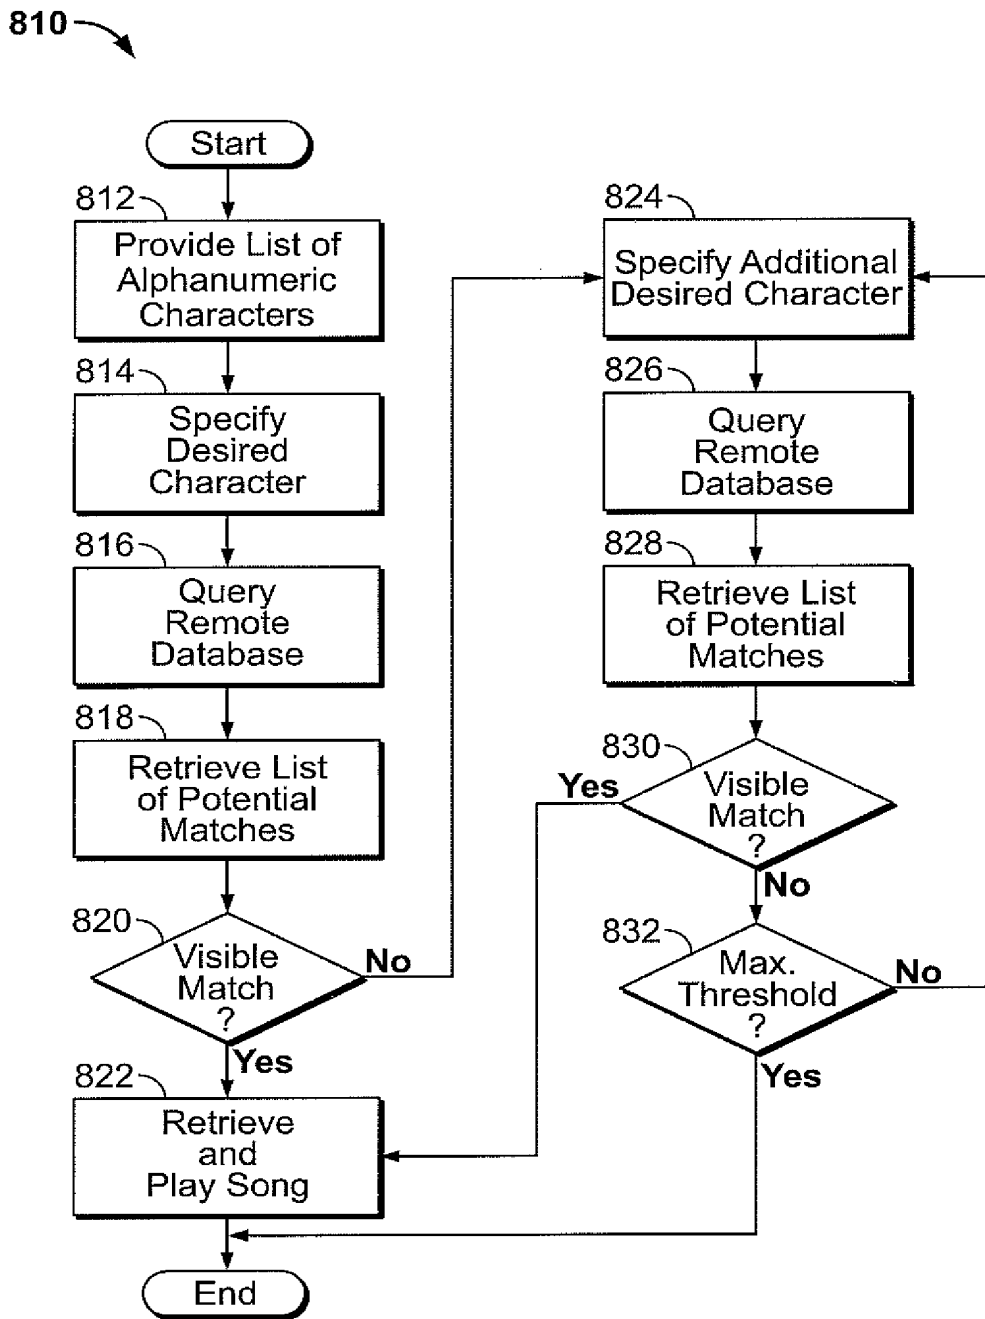 810
Start
812
Provide List of
Alphanumeric
Characters
814
Specify
Desired
Character
816
Query
Remote
Database
818
Retrieve List
of Potential
Matches
820
Visible
Match
?
No
Yes
822
Retrieve
and
Play Song
End
824
Specify Additional
Desired Character
826
Query
Remote
Database
828
Retrieve List
of Potential
Matches
830
Yes
Visible
Match
?
No
832
Max.
Threshold
?
No
Yes